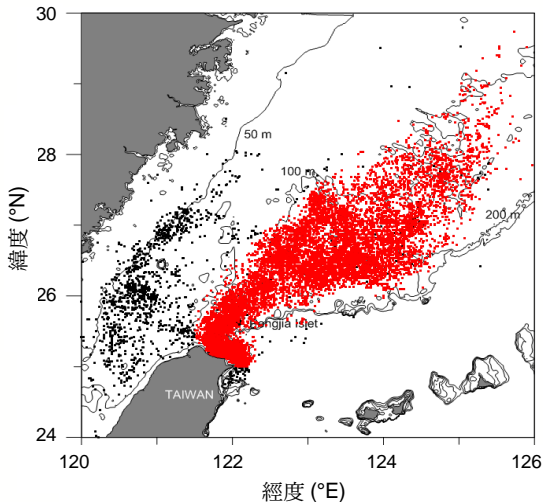 30
28
26
24
緯度 (°N)
50 m
100 m
200 m
Pengjia Islet
TAIWAN
120
122
124
126
經度 (°E)